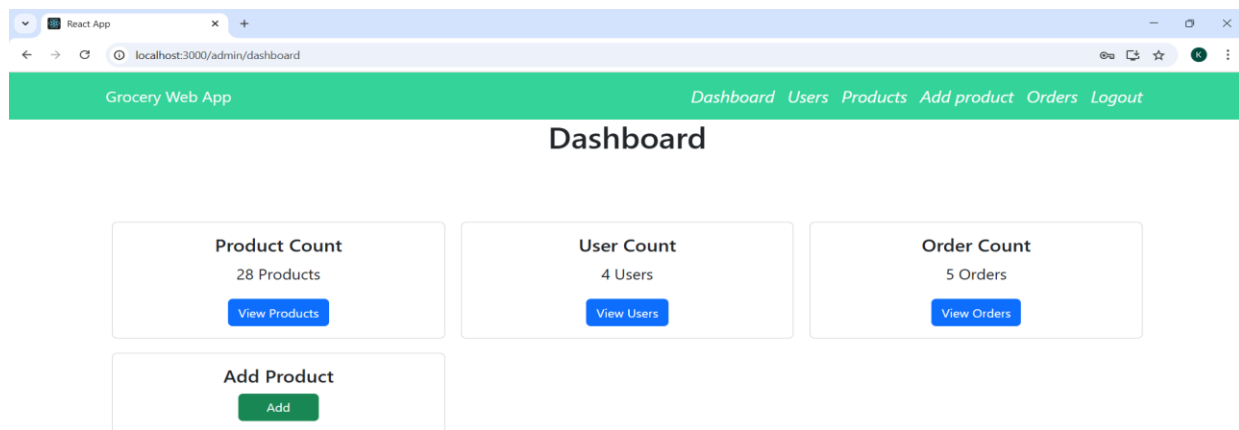 React App
localhost:3000/admin/dashboard
K
Grocery Web App Dashboard Users Products Add product Orders Logout
Dashboard
Product Count
28 Products
View Products
User Count
4 Users
View Users
Order Count
5 Orders
View Orders
Add Product
Add